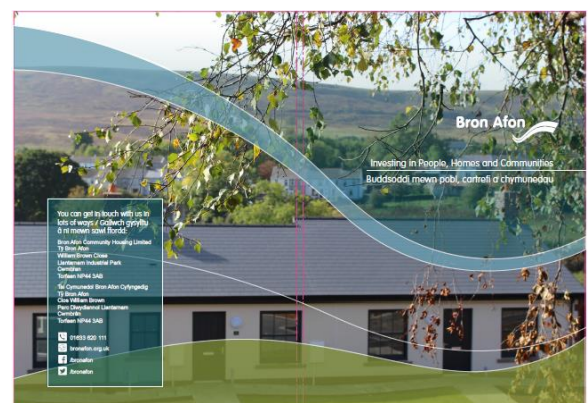 Bron Afon
Investing in People, Homes and Communities
Buddsoddi mewn pobl, cartrefi a chymunedau
You can get in touch with us in
lots of ways / Gallwch gysylltu
â ni mewn sawl ffordd:
Bron Afon Community Housing Limited
Tŷ Bron Afon
William Brown Close
Llantarnam Industrial Park
Cwmbran
Torfaen NP44 3AB
Tai Cymunedol Bron Afon Cyfyngedig
Tŷ Bron Afon
Clos William Brown
Parc Diwydiannol Llantarnam
Cwmbrân
Torfaen NP44 3AB
01633 620 111
bronafon.org.uk
/bronafon
/bronafon